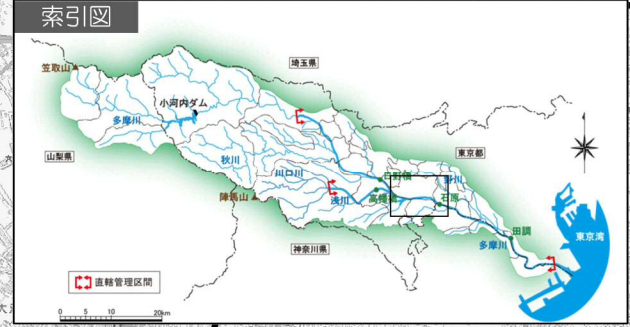 索引図
埼玉県
笠取山
小河内ダム
多摩川
山梨県
秋川
東京都
川口川
日野橋
陣馬山
浅川
高幡橋
石原
神奈川県
田調
多摩川
東京湾
直轄管理区間
0 5 10 20km